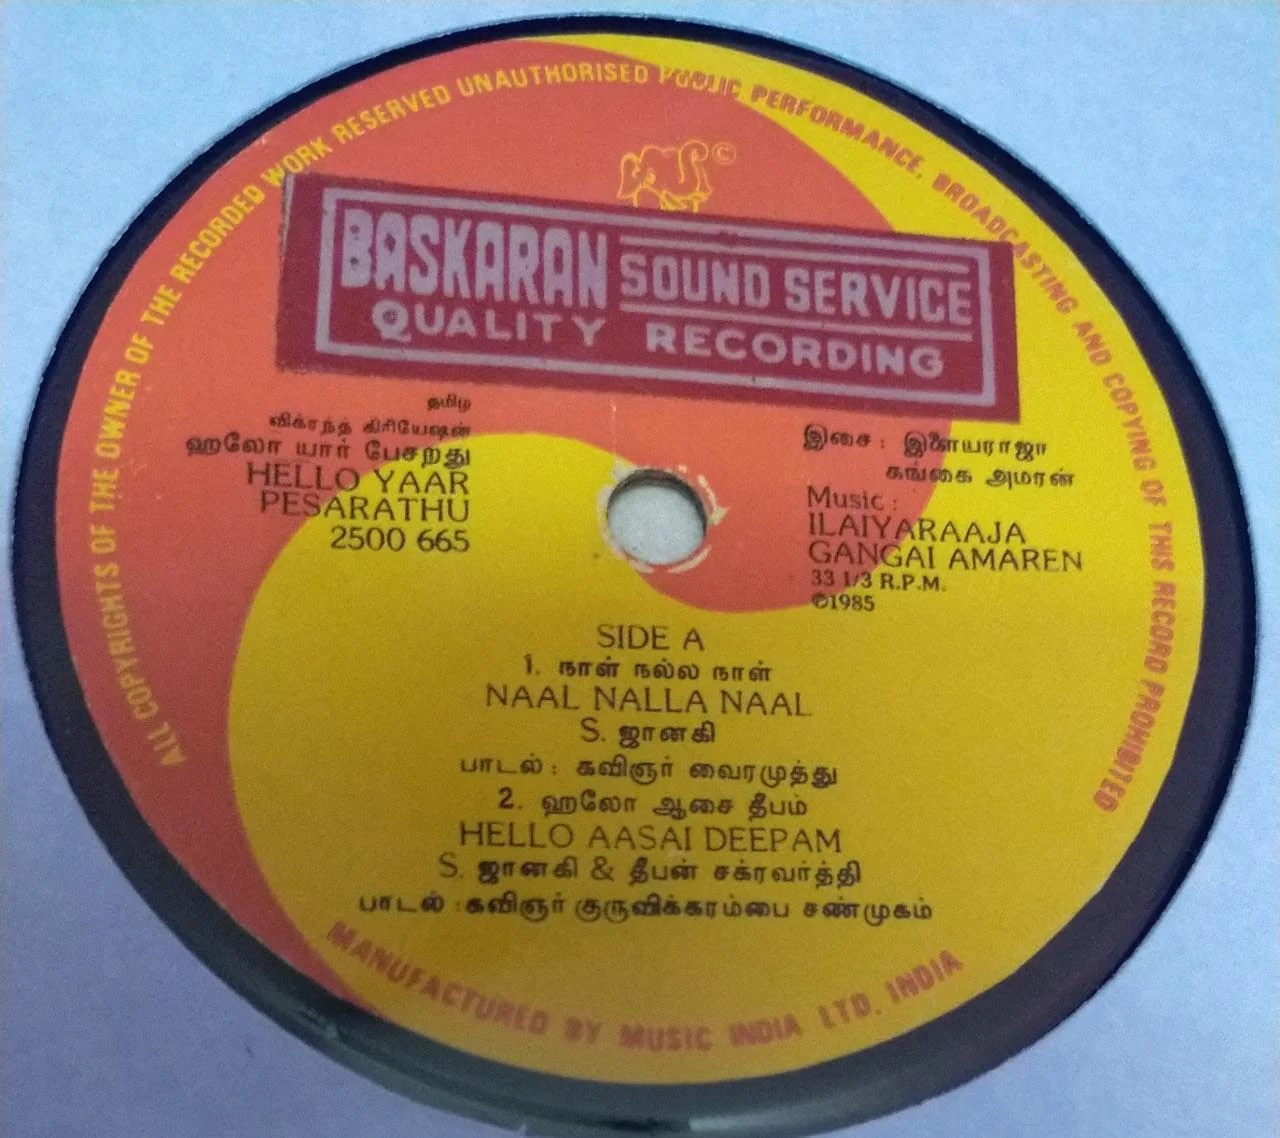 ALL COPYRIGHTS OF THE OWNER OF THE RECORDED WORK RESERVED UNAUTHORISED PUBLIC PERFORMANCE, BROADCASTING AND COPYING OF THIS RECORD PROHIBITED
©
BASKARAN SOUND SERVICE
QUALITY RECORDING
தமிழ
விக்ரந்த் கிரியேஷன்
ஹலோ யார் பேசறது
HELLO YAAR
PESARATHU
2500 665
இசை : இளையராஜா
கங்கை அமரன்
Music :
ILAIYARAAJA
GANGAI AMAREN
33 1/3 R.P.M.
©1985
SIDE A
1. நாள் நல்ல நாள்
NAAL NALLA NAAL
S. ஜானகி
பாடல் : கவிஞர் வைரமுத்து
2. ஹலோ ஆசை தீபம்
HELLO AASAI DEEPAM
S. ஜானகி & தீபன் சக்ரவர்த்தி
பாடல் : கவிஞர் குருவிக்கரம்பை சண்முகம்
MANUFACTURED BY MUSIC INDIA LTD. INDIA